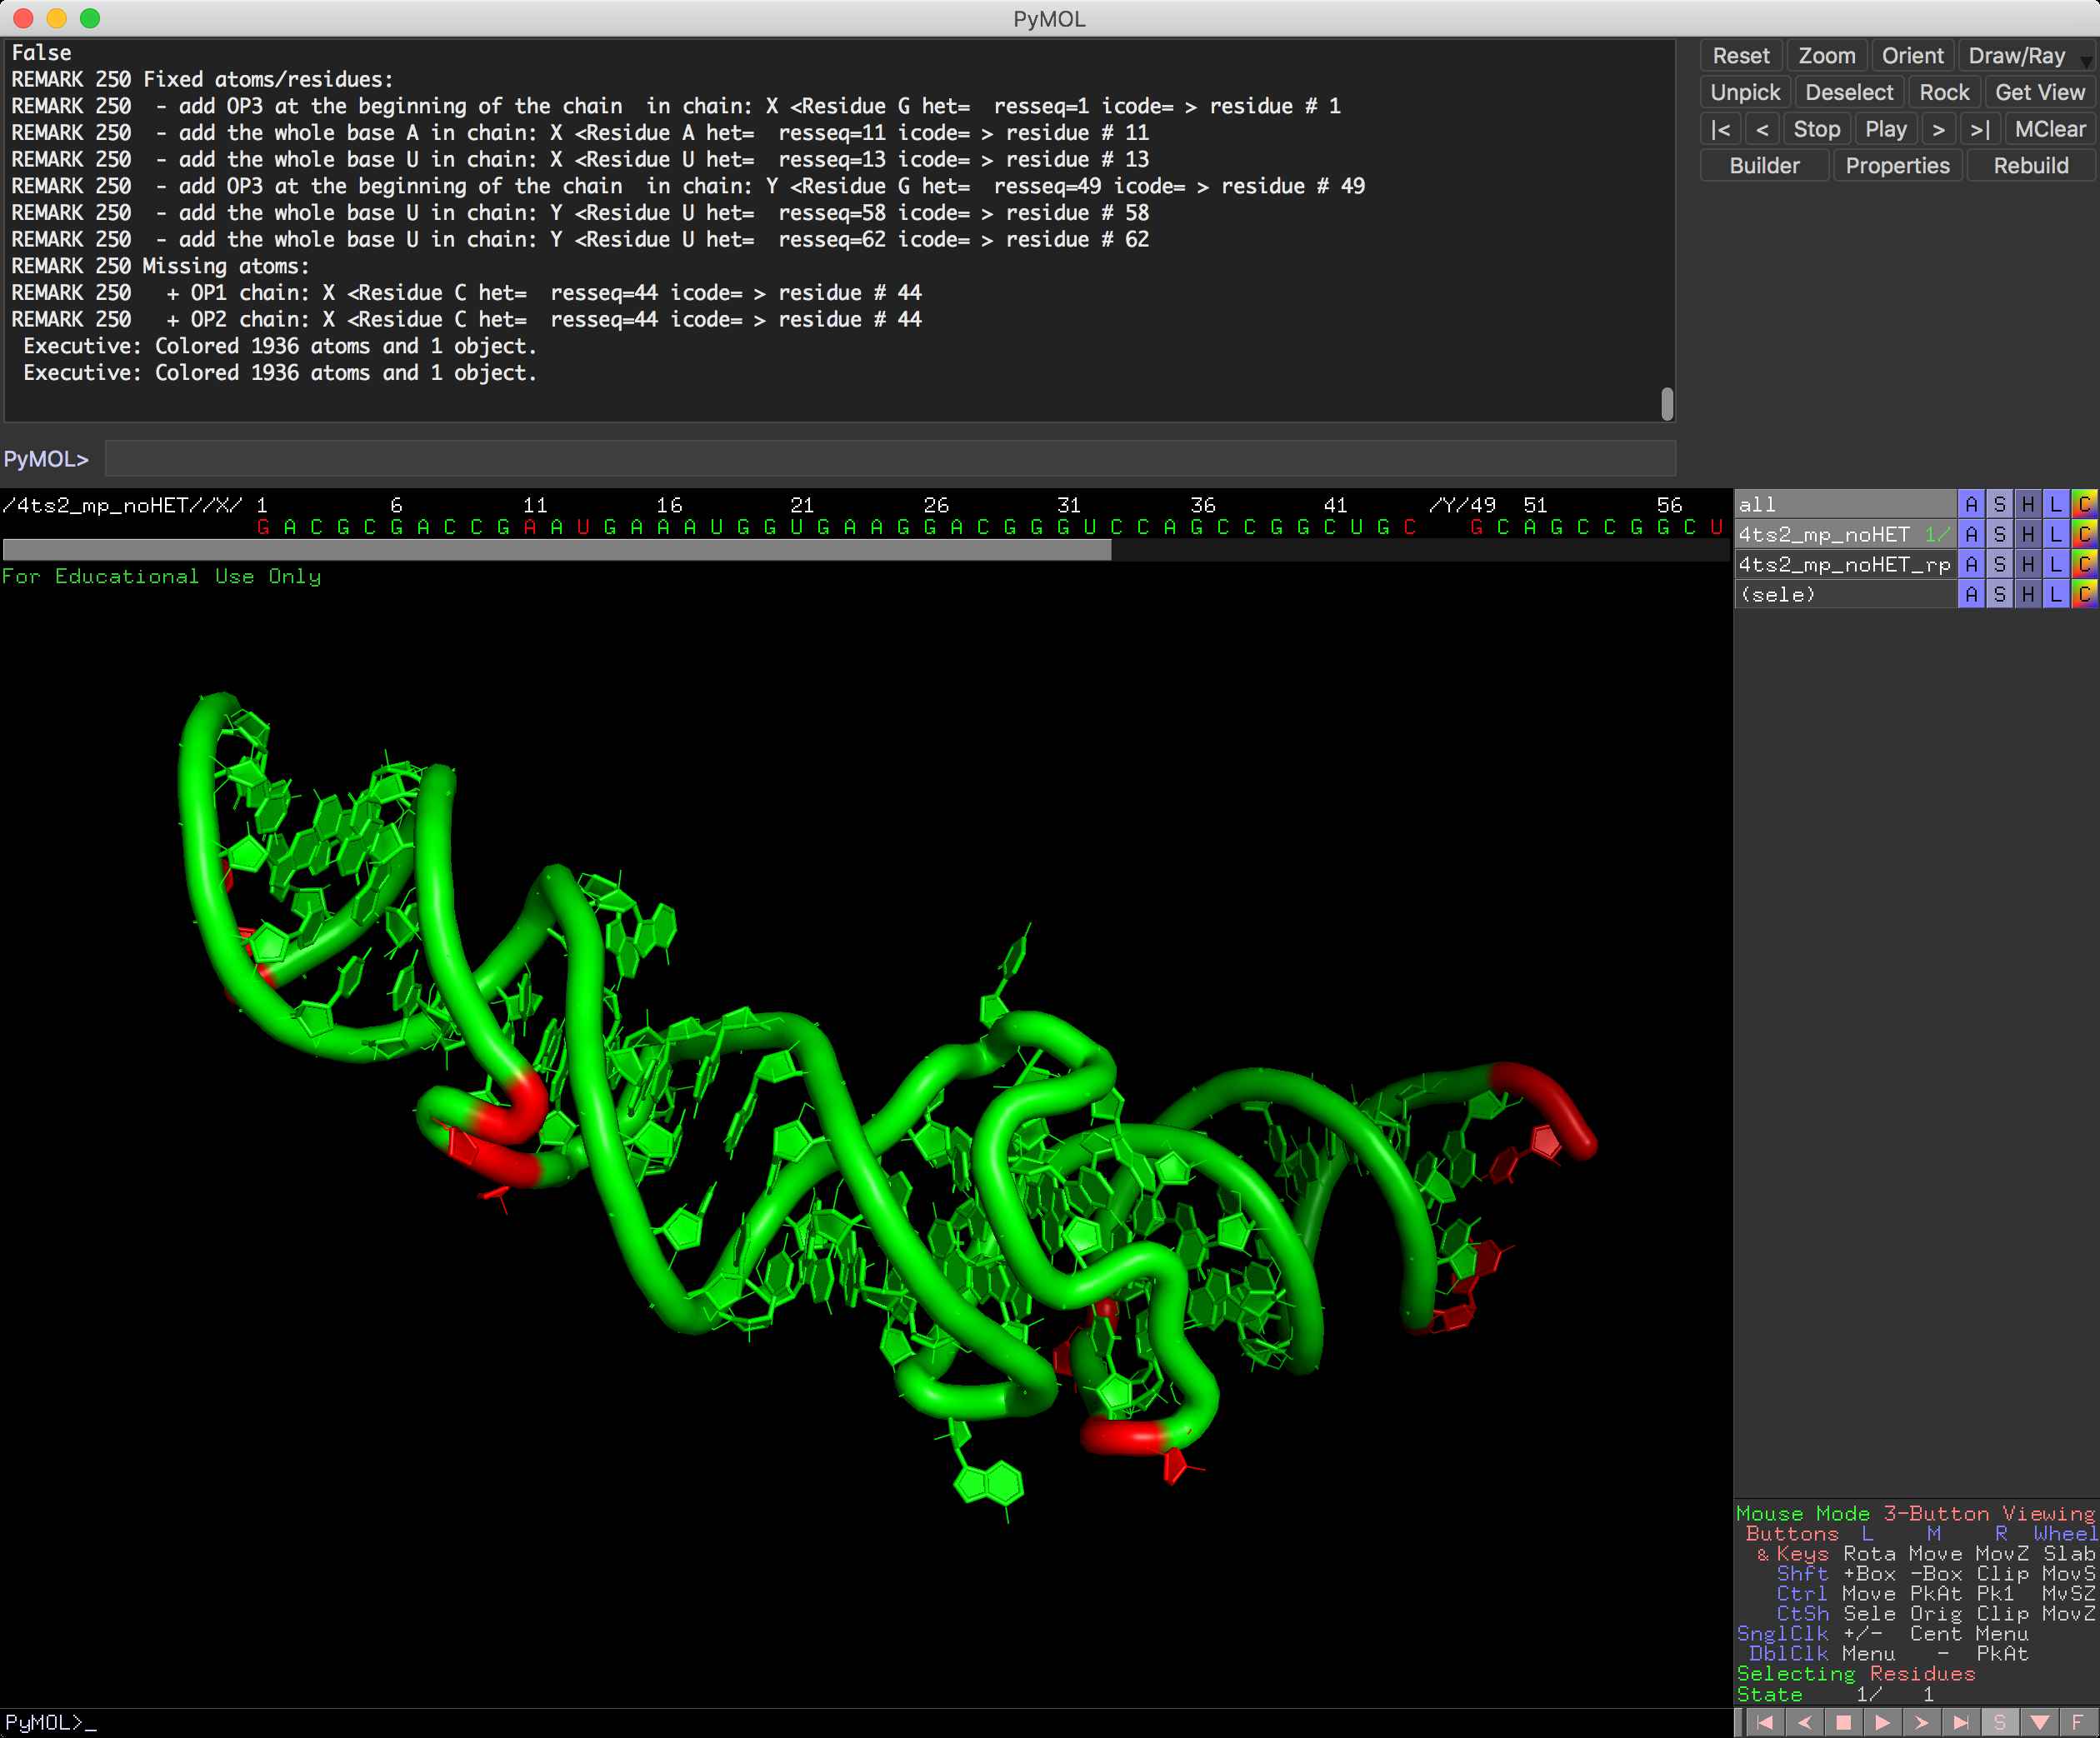 PyMOL
False
REMARK 250 Fixed atoms/residues:
REMARK 250  - add OP3 at the beginning of the chain  in chain: X <Residue G het=  resseq=1 icode= > residue # 1
REMARK 250  - add the whole base A in chain: X <Residue A het=  resseq=11 icode= > residue # 11
REMARK 250  - add the whole base U in chain: X <Residue U het=  resseq=13 icode= > residue # 13
REMARK 250  - add OP3 at the beginning of the chain  in chain: Y <Residue G het=  resseq=49 icode= > residue # 49
REMARK 250  - add the whole base U in chain: Y <Residue U het=  resseq=58 icode= > residue # 58
REMARK 250  - add the whole base U in chain: Y <Residue U het=  resseq=62 icode= > residue # 62
REMARK 250 Missing atoms:
REMARK 250   + OP1 chain: X <Residue C het=  resseq=44 icode= > residue # 44
REMARK 250   + OP2 chain: X <Residue C het=  resseq=44 icode= > residue # 44
Executive: Colored 1936 atoms and 1 object.
Executive: Colored 1936 atoms and 1 object.
PyMOL>
Reset Zoom Orient Draw/Ray
Unpick Deselect Rock Get View
|< < Stop Play > >| MClear
Builder Properties Rebuild
/4ts2_mp_noHET//X/ 1 6 11 16 21 26 31 36 41 /Y/49 51 56
G A C G C G A C C G A A U G A A A U G G U G A A G G A C G G G U C C A G C C G G C U G C G C A G C C G G C U
For Educational Use Only
all A S H L C
4ts2_mp_noHET 1/ A S H L C
4ts2_mp_noHET_rp A S H L C
(sele) A S H L C
Mouse Mode 3-Button Viewing
Buttons L M R Wheel
& Keys Rota Move MovZ Slab
Shft +Box -Box Clip MovS
Ctrl Move PkAt Pk1 MvSZ
CtSh Sele Orig Clip MovZ
SnglClk +/- Cent Menu
DblClk Menu - PkAt
Selecting Residues
State 1/ 1
PyMOL>_
S F